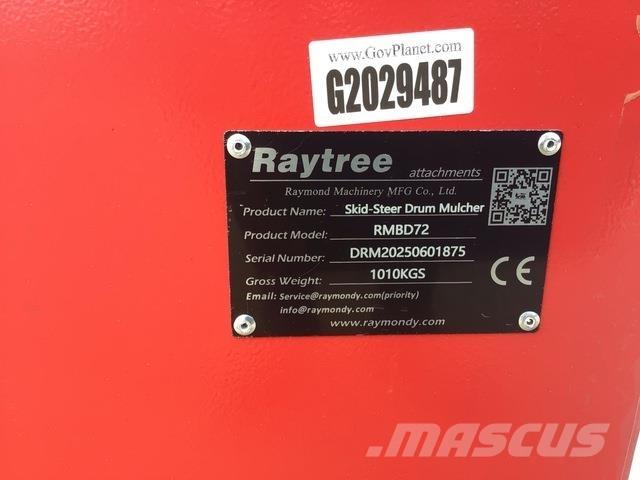 www.GovPlanet.com
G2029487
Raytree attachments
Raymond Machinery MFG Co., Ltd.
Product Name: Skid-Steer Drum Mulcher
Product Model: RMBD72
Serial Number: DRM20250601875
Gross Weight: 1010KGS
CE
Email: Service@raymondy.com(priority)
info@raymondy.com
www.raymondy.com
MASCUS